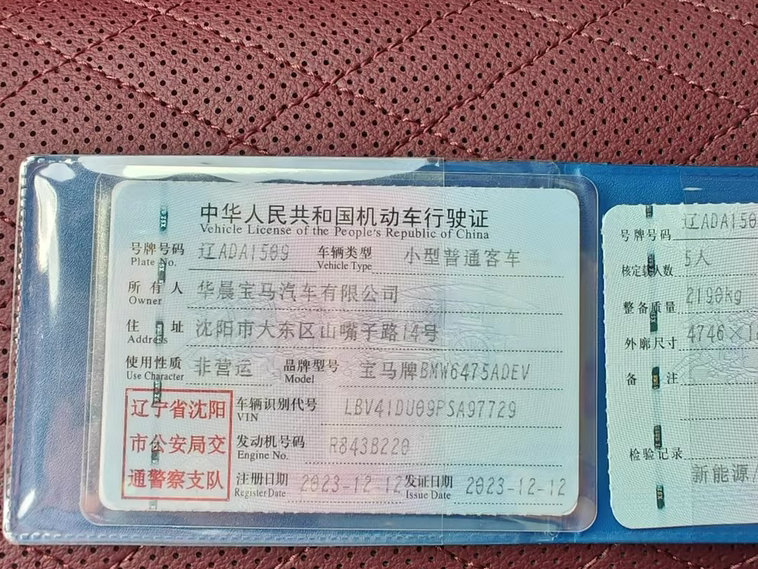 中华人民共和国机动车行驶证
Vehicle License of the People's Republic of China
号牌号码 辽ADA1509 车辆类型 小型普通客车
Plate No. Vehicle Type
所有人 华晨宝马汽车有限公司
Owner
住址 沈阳市大东区山嘴子路14号
Address
使用性质 非营运 品牌型号 宝马牌BMW6475ADEV
Use Character Model
辽宁省沈阳
市公安局交
通警察支队
车辆识别代号 LBV41DU09PSA97729
VIN
发动机号码 R843B220
Engine No.
注册日期 2023-12-12 发证日期 2023-12-12
Register Date Issue Date
号牌号码 辽ADA150
核定载人数 5人
整备质量 2190kg
外廓尺寸 4746×1
备注
检验记录
新能源/